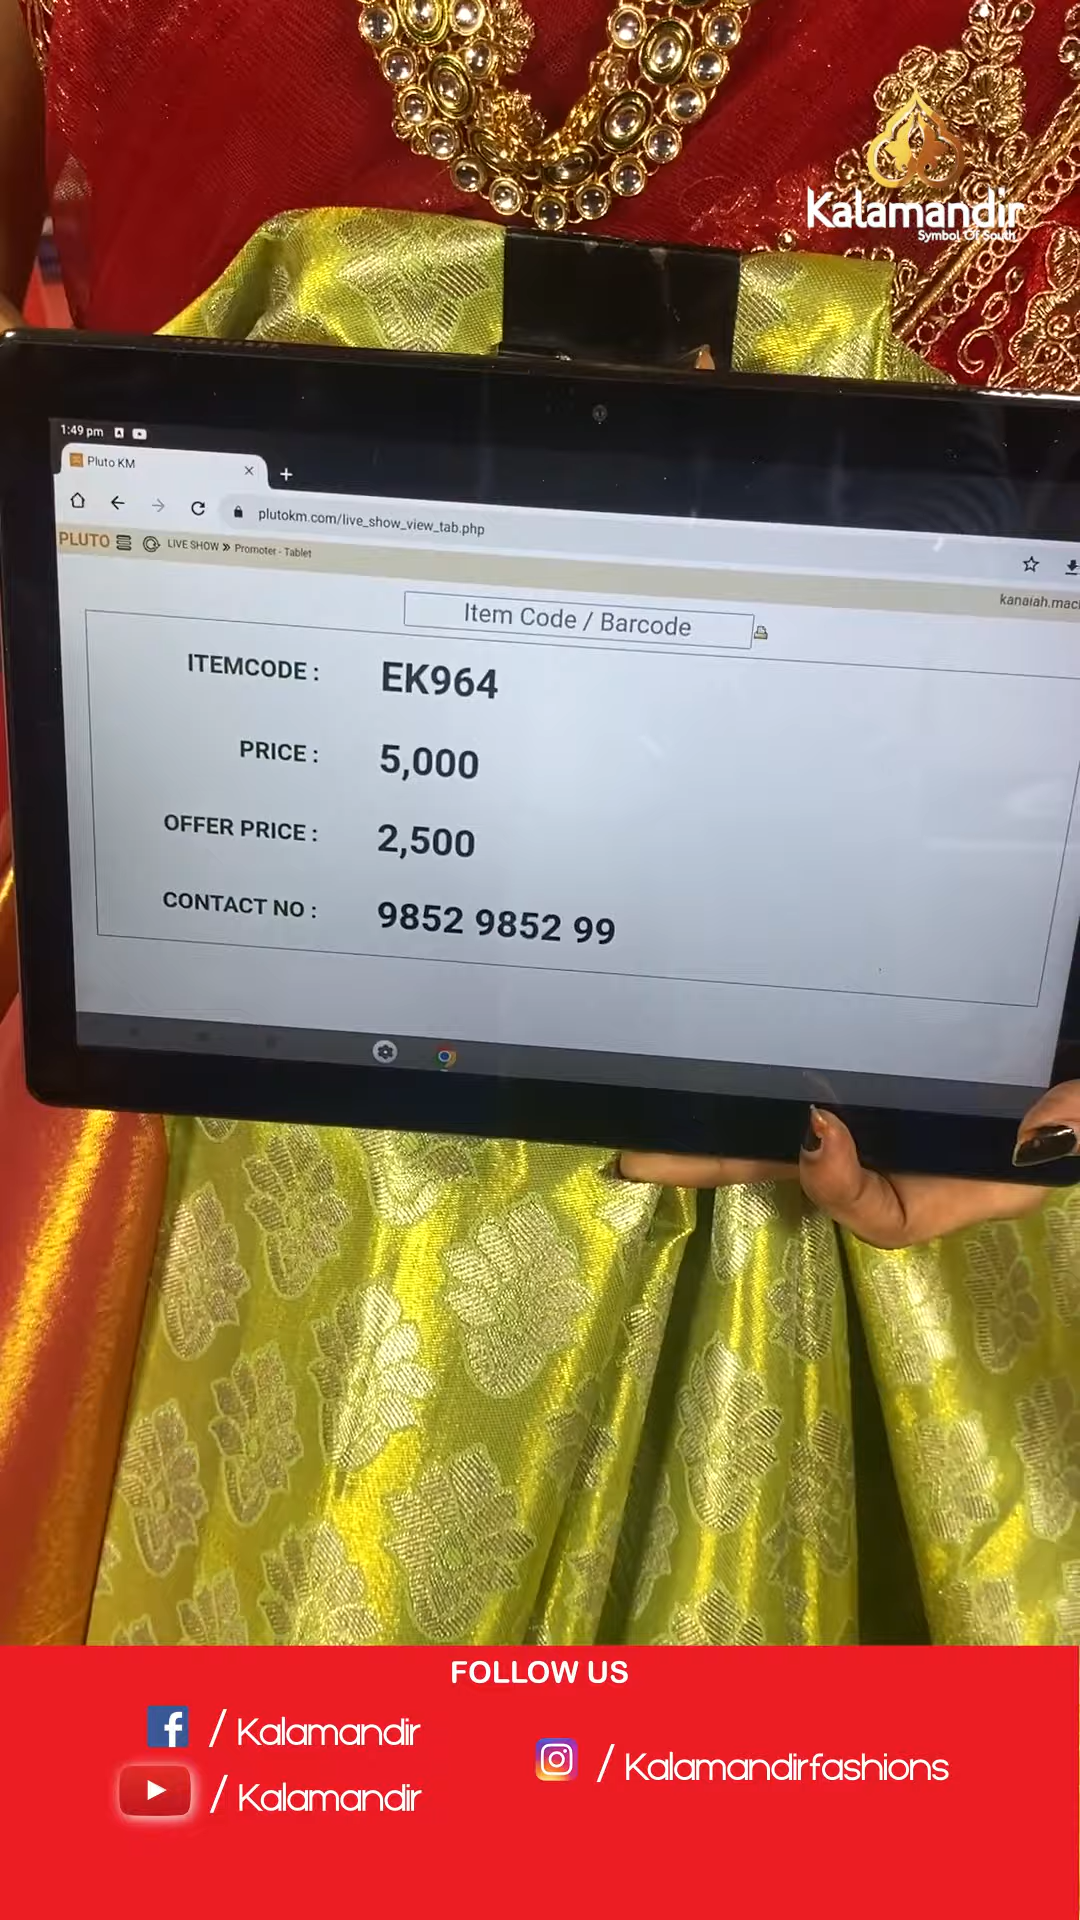 Kalamandir
Symbol Of South
1:49 pm
Pluto KM
plutokm.com/live_show_view_tab.php
PLUTO LIVE SHOW » Promoter - Tablet
kanaiah.mac
Item Code / Barcode
ITEMCODE : EK964
PRICE : 5,000
OFFER PRICE : 2,500
CONTACT NO : 9852 9852 99
FOLLOW US
/ Kalamandir
/ Kalamandir
/ Kalamandirfashions